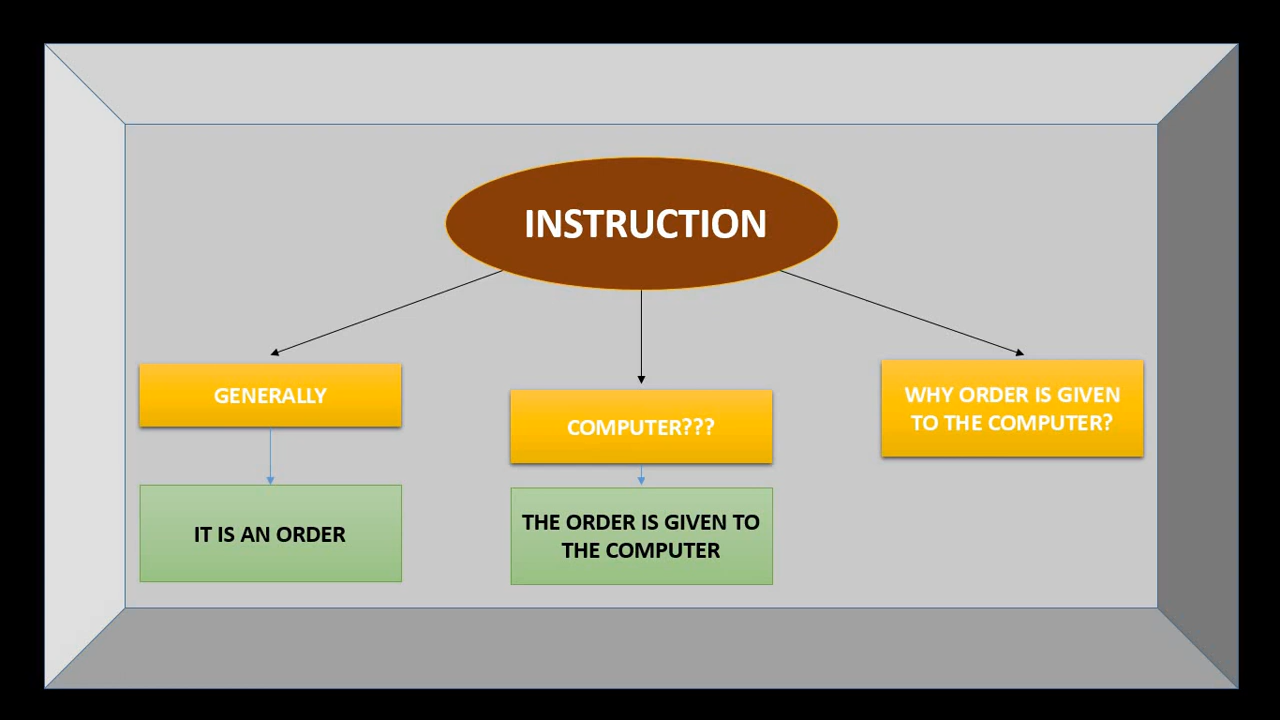 INSTRUCTION
GENERALLY
COMPUTER???
WHY ORDER IS GIVEN
TO THE COMPUTER?
IT IS AN ORDER
THE ORDER IS GIVEN TO
THE COMPUTER